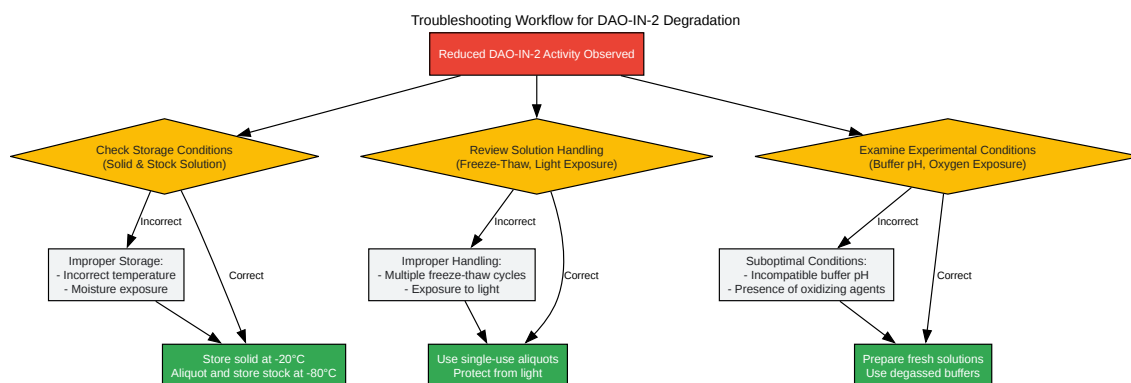 Troubleshooting Workflow for DAO-IN-2 Degradation
Reduced DAO-IN-2 Activity Observed
Check Storage Conditions
(Solid & Stock Solution)
Review Solution Handling
(Freeze-Thaw, Light Exposure)
Examine Experimental Conditions
(Buffer pH, Oxygen Exposure)
Incorrect
Incorrect
Incorrect
Improper Storage:
- Incorrect temperature
- Moisture exposure
Correct
Improper Handling:
- Multiple freeze-thaw cycles
- Exposure to light
Correct
Suboptimal Conditions:
- Incompatible buffer pH
- Presence of oxidizing agents
Correct
Store solid at -20°C
Aliquot and store stock at -80°C
Use single-use aliquots
Protect from light
Prepare fresh solutions
Use degassed buffers